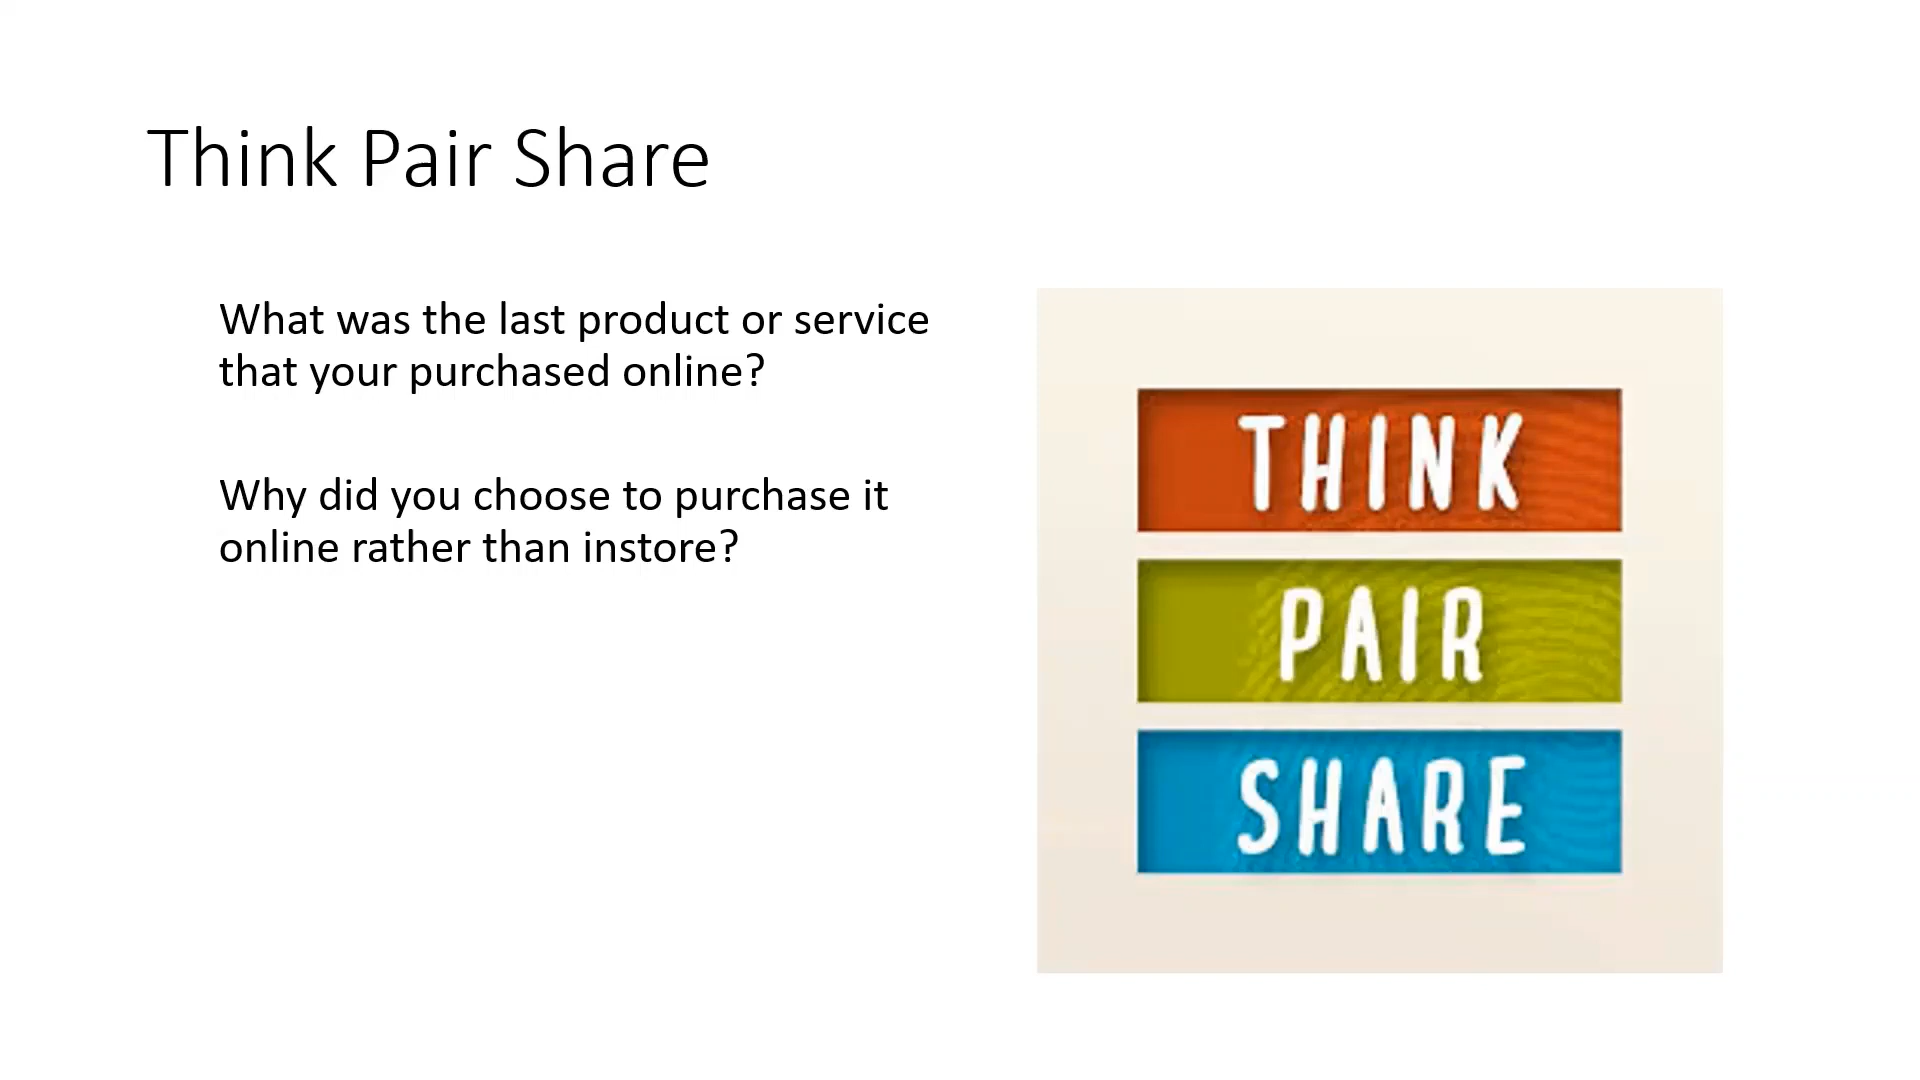 Think Pair Share
What was the last product or service
that your purchased online?
Why did you choose to purchase it
online rather than instore?
THINK
PAIR
SHARE